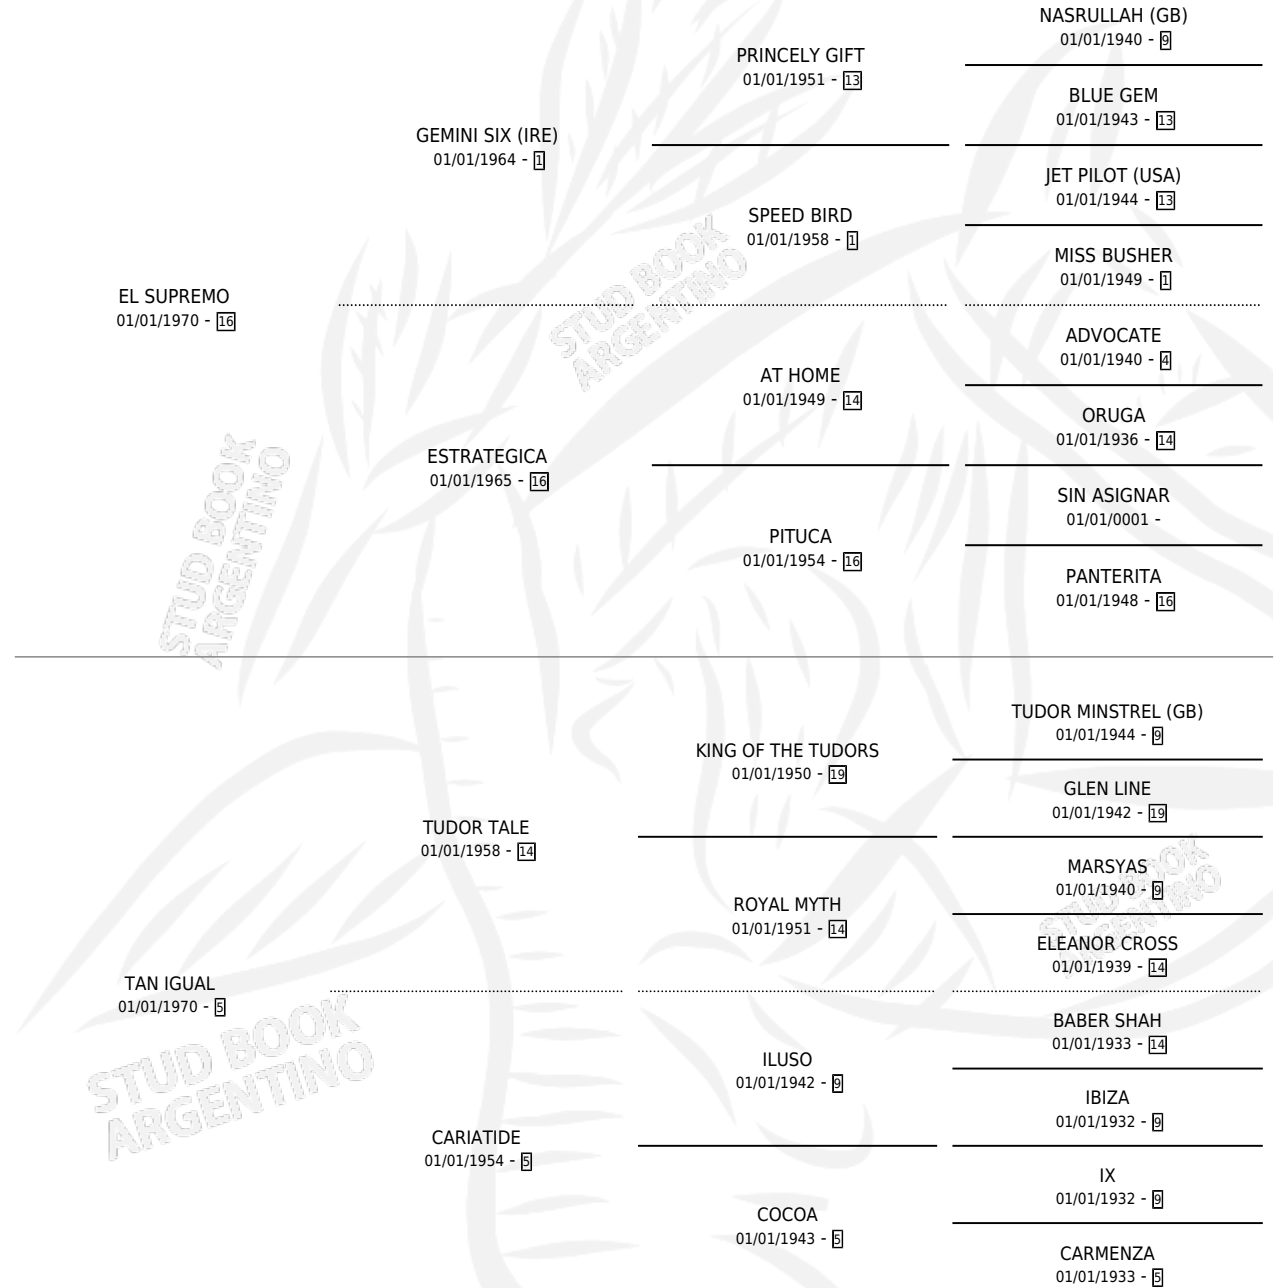 NASRULLAH (GB)
01/01/1940 - 9
PRINCELY GIFT
01/01/1951 - 13
BLUE GEM
01/01/1943 - 13
GEMINI SIX (IRE)
01/01/1964 - 1
JET PILOT (USA)
01/01/1944 - 13
SPEED BIRD
01/01/1958 - 1
MISS BUSHER
01/01/1949 - 1
EL SUPREMO
01/01/1970 - 16
STUD BOOK
ARGENTINO
ADVOCATE
01/01/1940 - 4
AT HOME
01/01/1949 - 14
ORUGA
01/01/1936 - 14
ESTRATEGICA
01/01/1965 - 16
SIN ASIGNAR
01/01/0001 -
PITUCA
01/01/1954 - 16
PANTERITA
01/01/1948 - 16
STUD BOOK
ARGENTINO
TUDOR MINSTREL (GB)
01/01/1944 - 9
KING OF THE TUDORS
01/01/1950 - 19
GLEN LINE
01/01/1942 - 19
TUDOR TALE
01/01/1958 - 14
MARSYAS
01/01/1940 - 9
ROYAL MYTH
01/01/1951 - 14
ELEANOR CROSS
01/01/1939 - 14
STUD BOOK
ARGENTINO
TAN IGUAL
01/01/1970 - 5
BABER SHAH
01/01/1933 - 14
ILUSO
01/01/1942 - 9
IBIZA
01/01/1932 - 9
CARIATIDE
01/01/1954 - 5
IX
01/01/1932 - 9
COCOA
01/01/1943 - 5
CARMENZA
01/01/1933 - 5
STUD BOOK
ARGENTINO